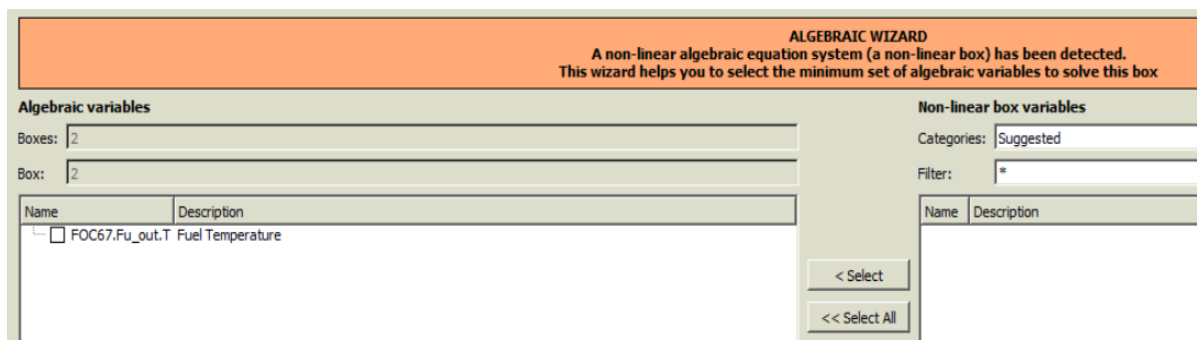 ALGEBRAIC WIZARD
A non-linear algebraic equation system (a non-linear box) has been detected.
This wizard helps you to select the minimum set of algebraic variables to solve this box
Algebraic variables
Non-linear box variables
Boxes: 2
Categories: Suggested
Box: 2
Filter: *
Name Description
Name Description
FOC67.Fu_out.T Fuel Temperature
< Select
<< Select All